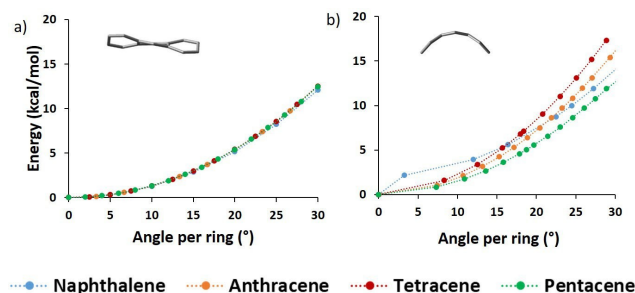 a)
b)
Energy (kcal/mol)
20
15
10
5
0
0 5 10 15 20 25 30
Angle per ring (°)
20
15
10
5
0
0 5 10 15 20 25 30
Angle per ring (°)
Naphthalene Anthracene Tetracene Pentacene